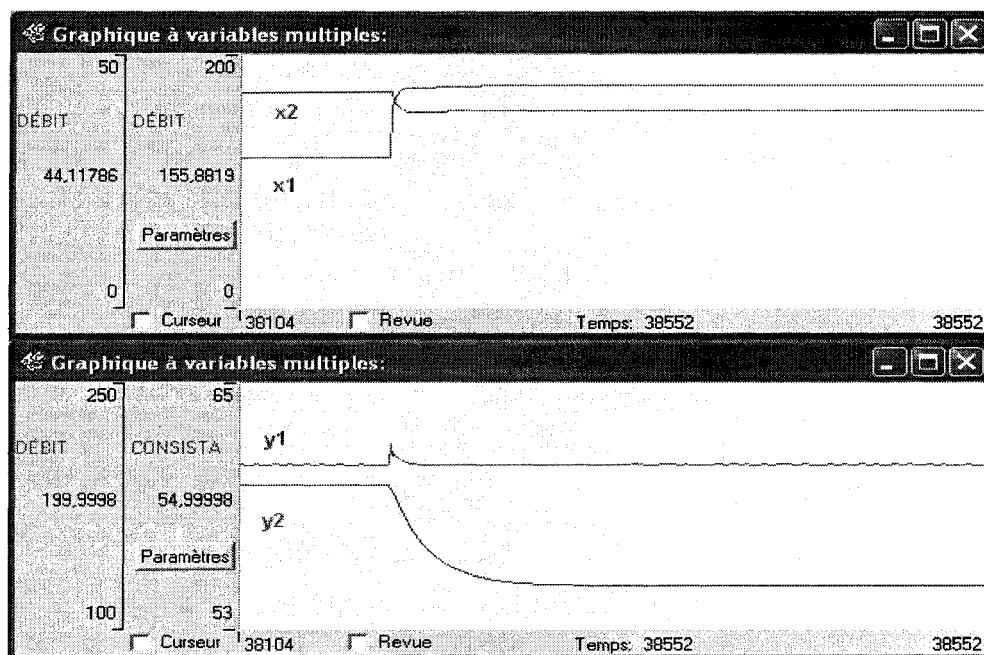 Graphique à variables multiples:
50 200
DÉBIT DÉBIT
x2
44,11786 155,8819
x1
Paramètres
0 0
Curseur 38104 Revue Temps: 38552 38552
Graphique à variables multiples:
250 65
y1
DÉBIT CONSISTA
199,9998 54,99998
y2
Paramètres
100 53
Curseur 38104 Revue Temps: 38552 38552